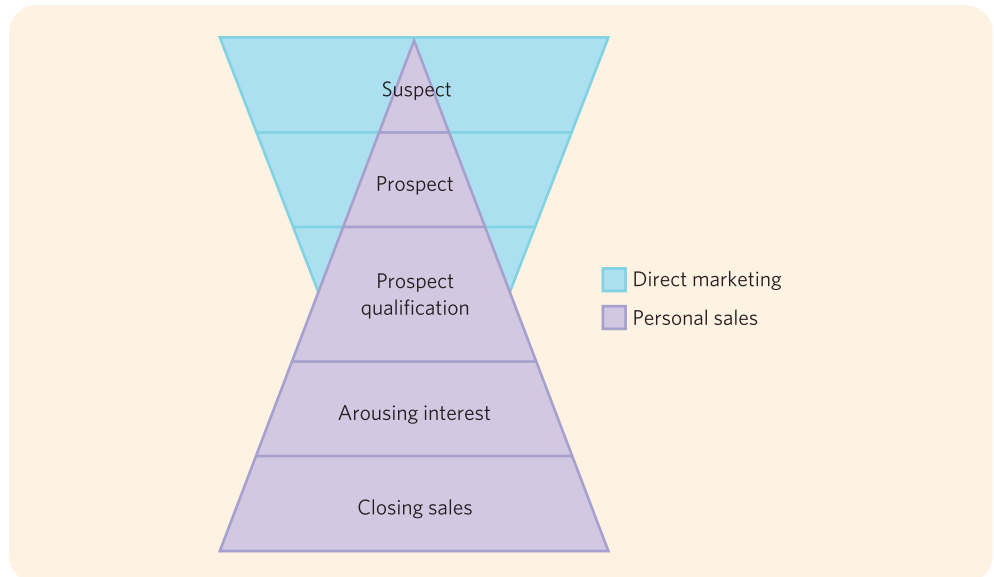 Suspect
Prospect
Prospect
qualification
Direct marketing
Personal sales
Arousing interest
Closing sales